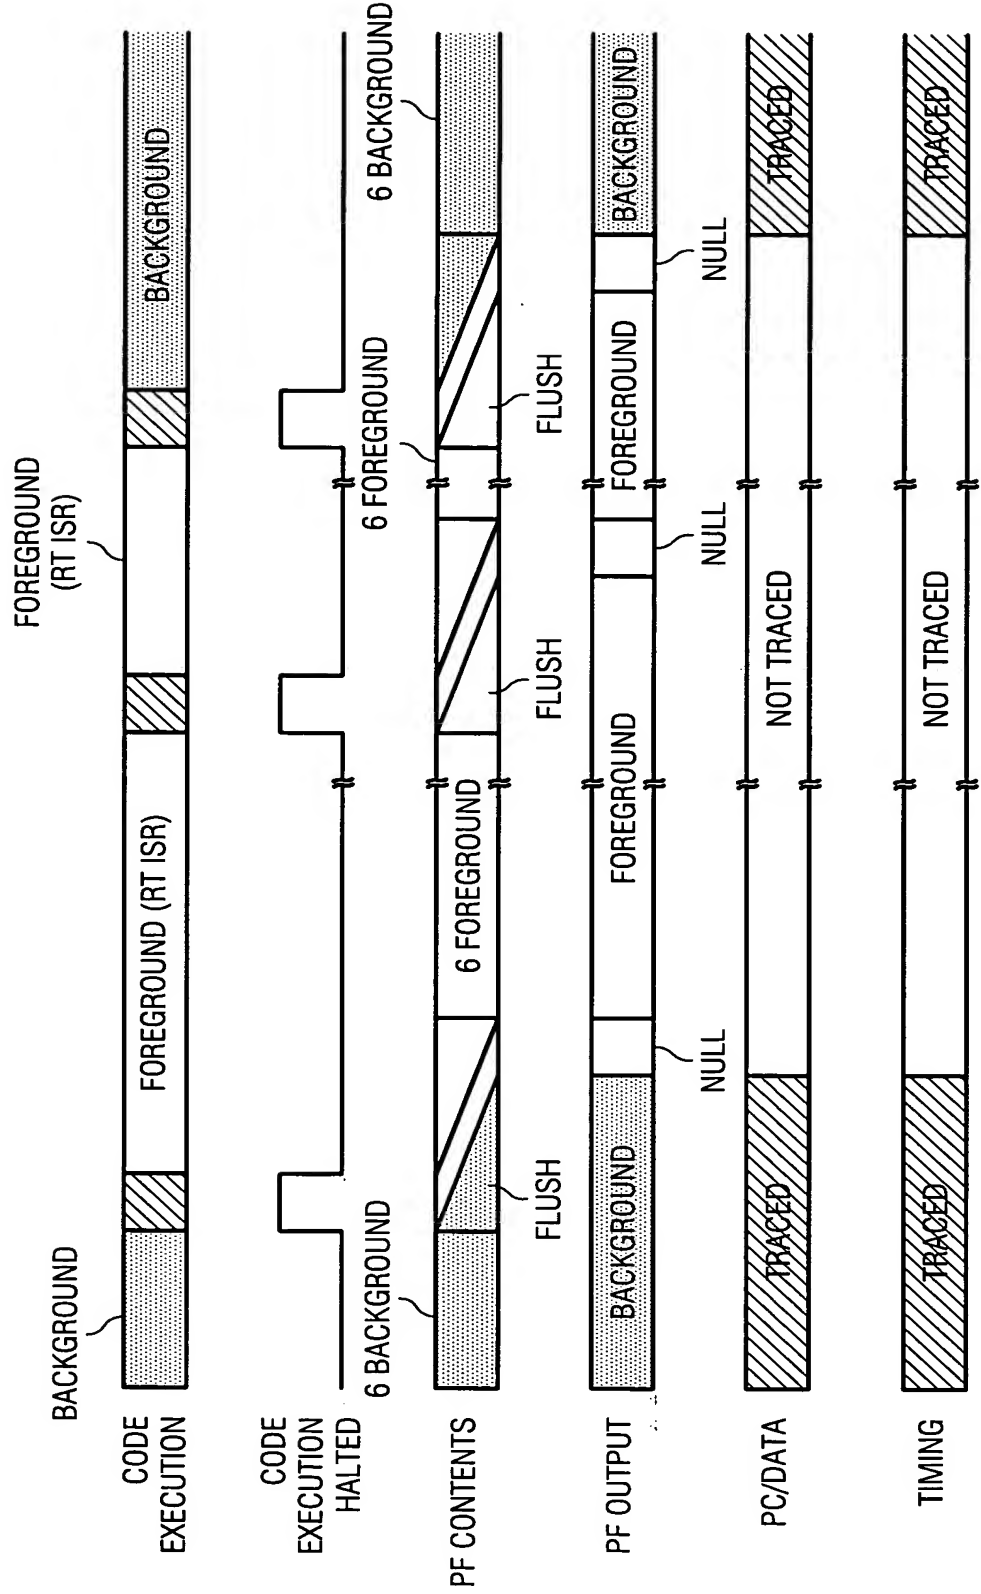 BACKGROUND
FOREGROUND
(RT ISR)
CODE
EXECUTION
FOREGROUND (RT ISR)
BACKGROUND
CODE
EXECUTION
HALTED
6 BACKGROUND
6 FOREGROUND
6 BACKGROUND
PF CONTENTS
6 FOREGROUND
FLUSH
FLUSH
FLUSH
PF OUTPUT
BACKGROUND
FOREGROUND
FOREGROUND
BACKGROUND
NULL
NULL
NULL
PC/DATA
TRACED
NOT TRACED
TRACED
TIMING
TRACED
NOT TRACED
TRACED